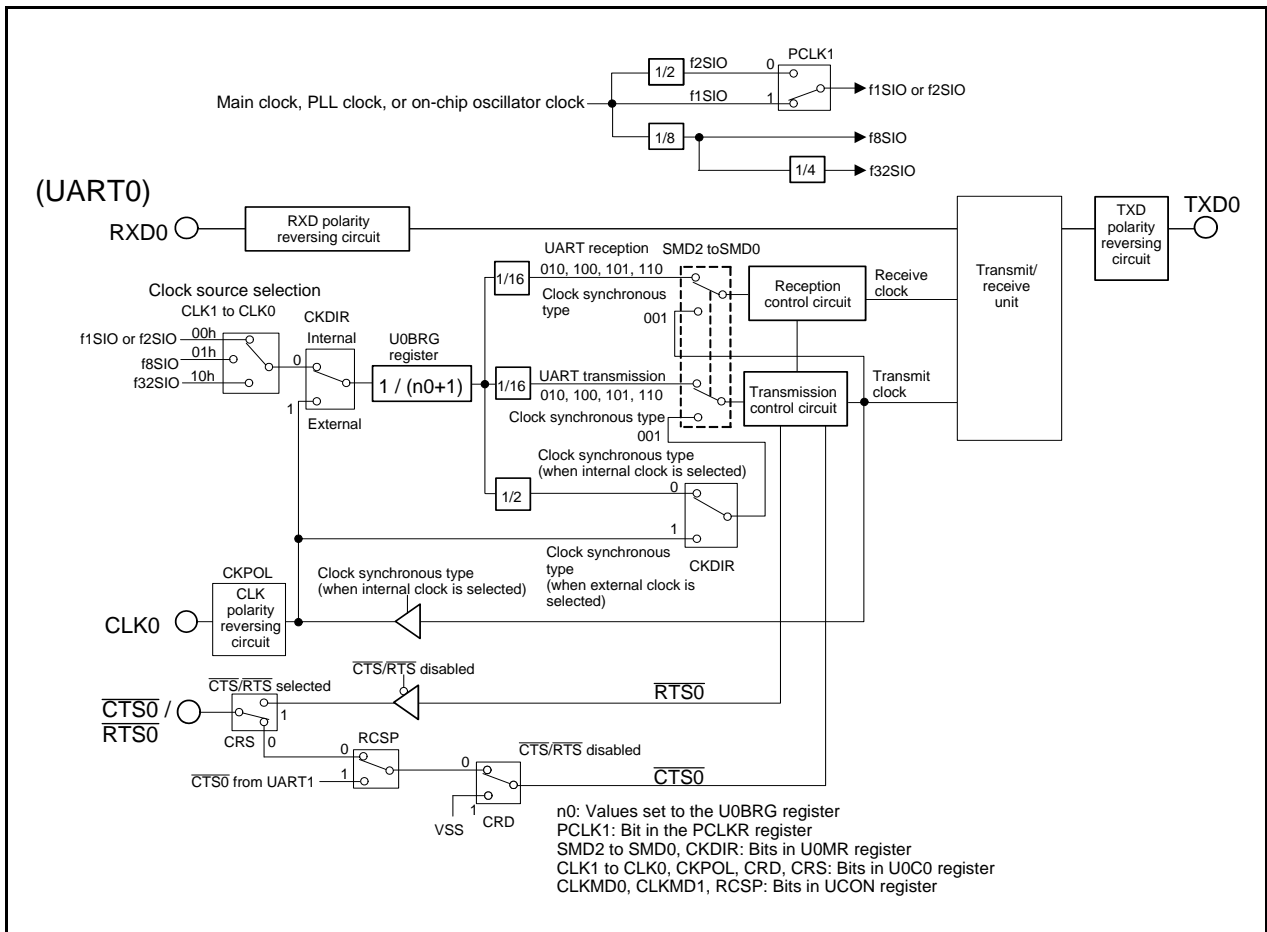 PCLK1
1/2
f2SIO
0
Main clock, PLL clock, or on-chip oscillator clock
f1SIO
1
f1SIO or f2SIO
1/8
f8SIO
1/4
f32SIO
(UART0)
RXD0
RXD polarity
reversing circuit
TXD
polarity
reversing
circuit
TXD0
Transmit/
receive
unit
UART reception
SMD2 toSMD0
1/16
010, 100, 101, 110
Clock synchronous
type
001
Reception
control circuit
Receive
clock
Clock source selection
CLK1 to CLK0
f1SIO or f2SIO
00h
f8SIO
01h
f32SIO
10h
CKDIR
Internal
0
1
External
U0BRG
register
1 / (n0+1)
1/16
UART transmission
010, 100, 101, 110
Clock synchronous type
001
Transmission
control circuit
Transmit
clock
Clock synchronous type
(when internal clock is selected)
1/2
0
1
CKDIR
Clock synchronous
type
(when external clock is
selected)
CKPOL
CLK
polarity
reversing
circuit
CLK0
Clock synchronous type
(when internal clock is selected)
CTS/RTS disabled
CTS/RTS selected
CTS0 /
RTS0
1
CRS
0
RTS0
RCSP
0
1
CTS0 from UART1
CTS/RTS disabled
0
1
VSS
CRD
CTS0
n0: Values set to the U0BRG register
PCLK1: Bit in the PCLKR register
SMD2 to SMD0, CKDIR: Bits in U0MR register
CLK1 to CLK0, CKPOL, CRD, CRS: Bits in U0C0 register
CLKMD0, CLKMD1, RCSP: Bits in UCON register